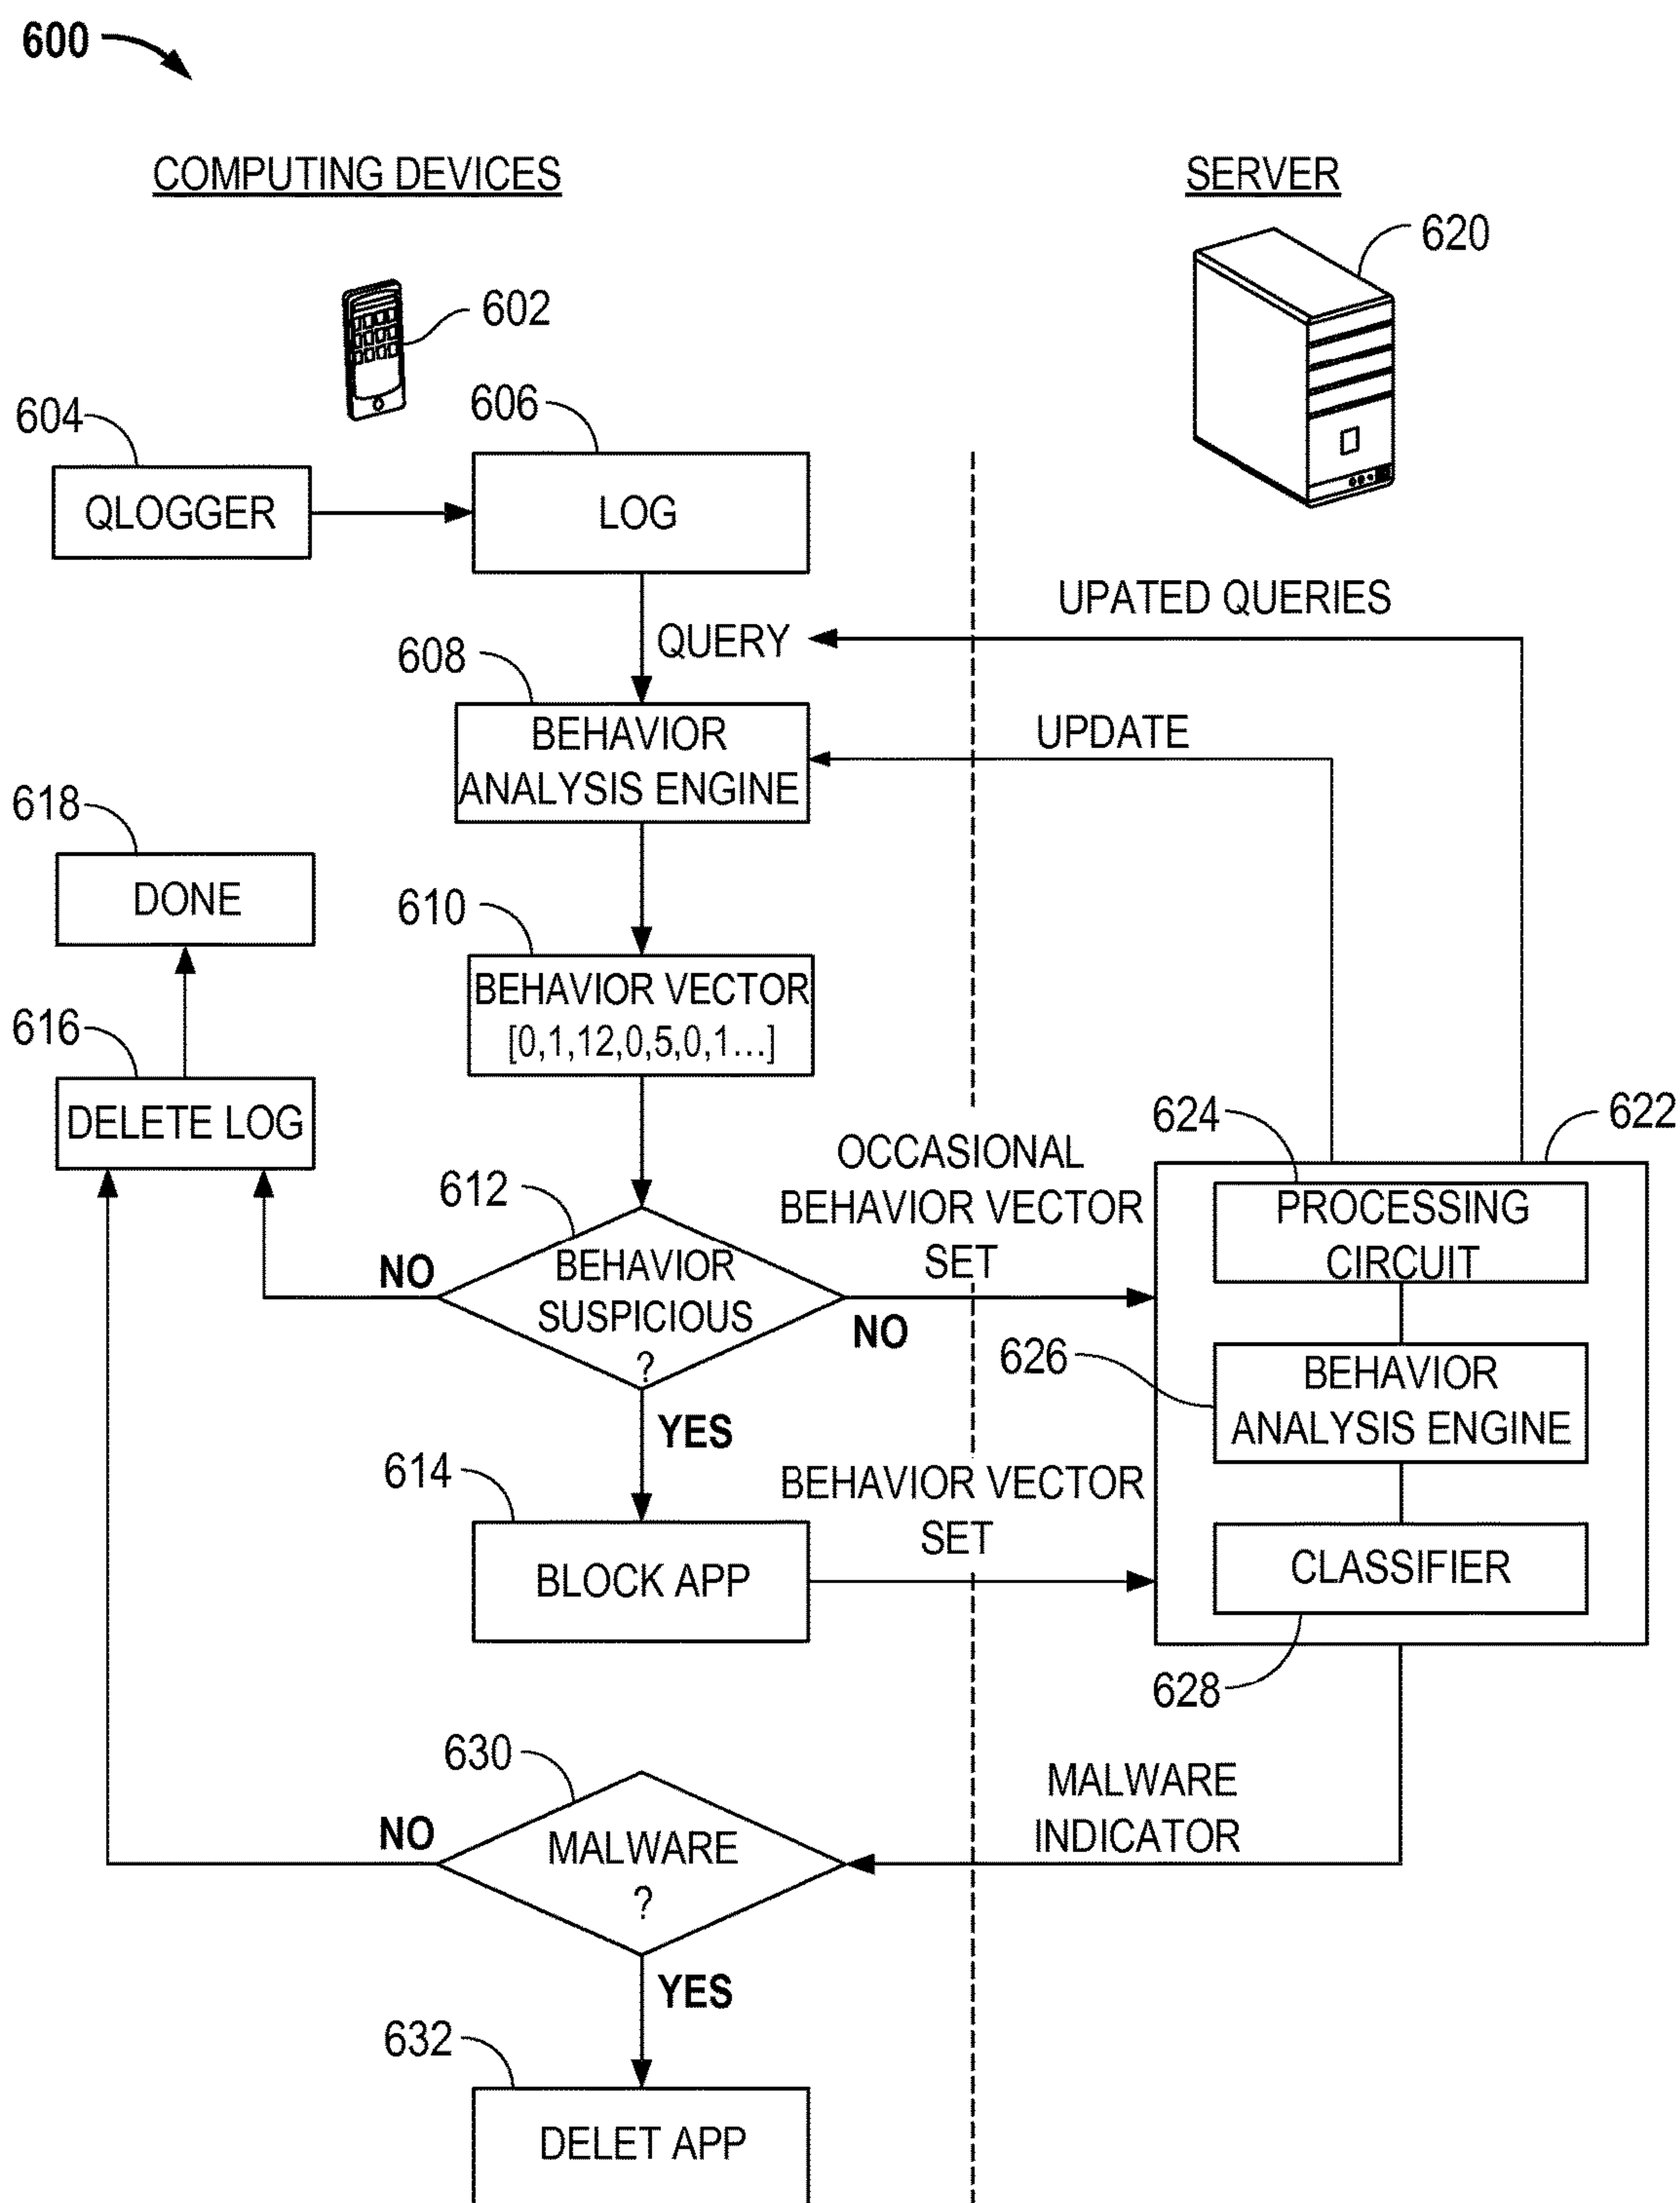 600
COMPUTING DEVICES
SERVER
620
602
604
606
QLOGGER
LOG
UPATED QUERIES
QUERY
608
BEHAVIOR
ANALYSIS ENGINE
UPDATE
618
DONE
610
BEHAVIOR VECTOR
[0,1,12,0,5,0,1...]
616
DELETE LOG
624
622
OCCASIONAL
BEHAVIOR VECTOR
SET
612
PROCESSING
CIRCUIT
NO
BEHAVIOR
SUSPICIOUS
?
NO
626
BEHAVIOR
ANALYSIS ENGINE
YES
614
BEHAVIOR VECTOR
SET
BLOCK APP
CLASSIFIER
628
630
MALWARE
INDICATOR
NO
MALWARE
?
YES
632
DELET APP